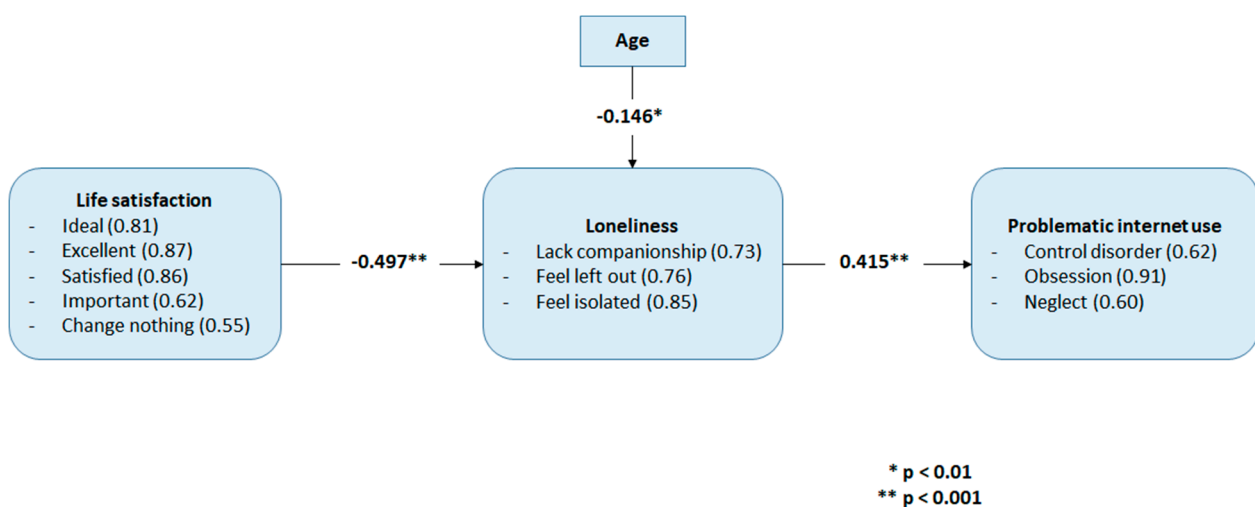 Age
-0.146*
Life satisfaction
- Ideal (0.81)
- Excellent (0.87)
- Satisfied (0.86)
- Important (0.62)
- Change nothing (0.55)
-0.497**
Loneliness
- Lack companionship (0.73)
- Feel left out (0.76)
- Feel isolated (0.85)
0.415**
Problematic internet use
- Control disorder (0.62)
- Obsession (0.91)
- Neglect (0.60)
* p < 0.01
** p < 0.001